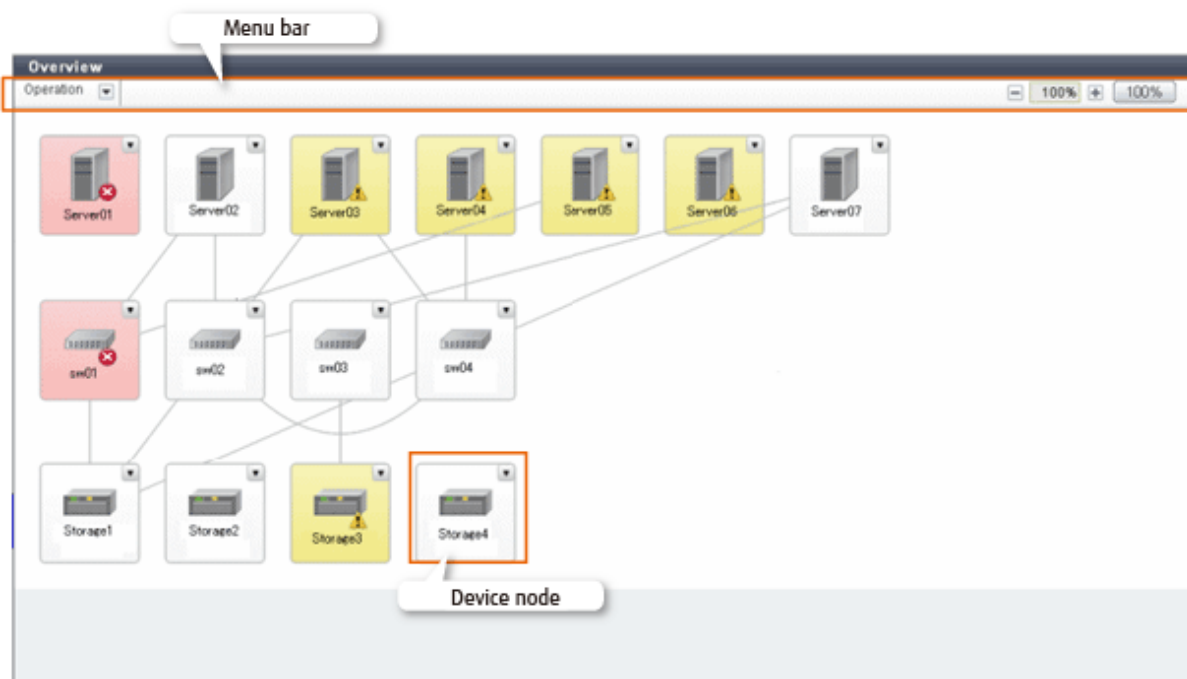 Menu bar
Overview
Operation
100%
100%
Server01
Server02
Server03
Server04
Server05
Server06
Server07
sw01
sw02
sw03
sw04
Storage1
Storage2
Storage3
Storage4
Device node